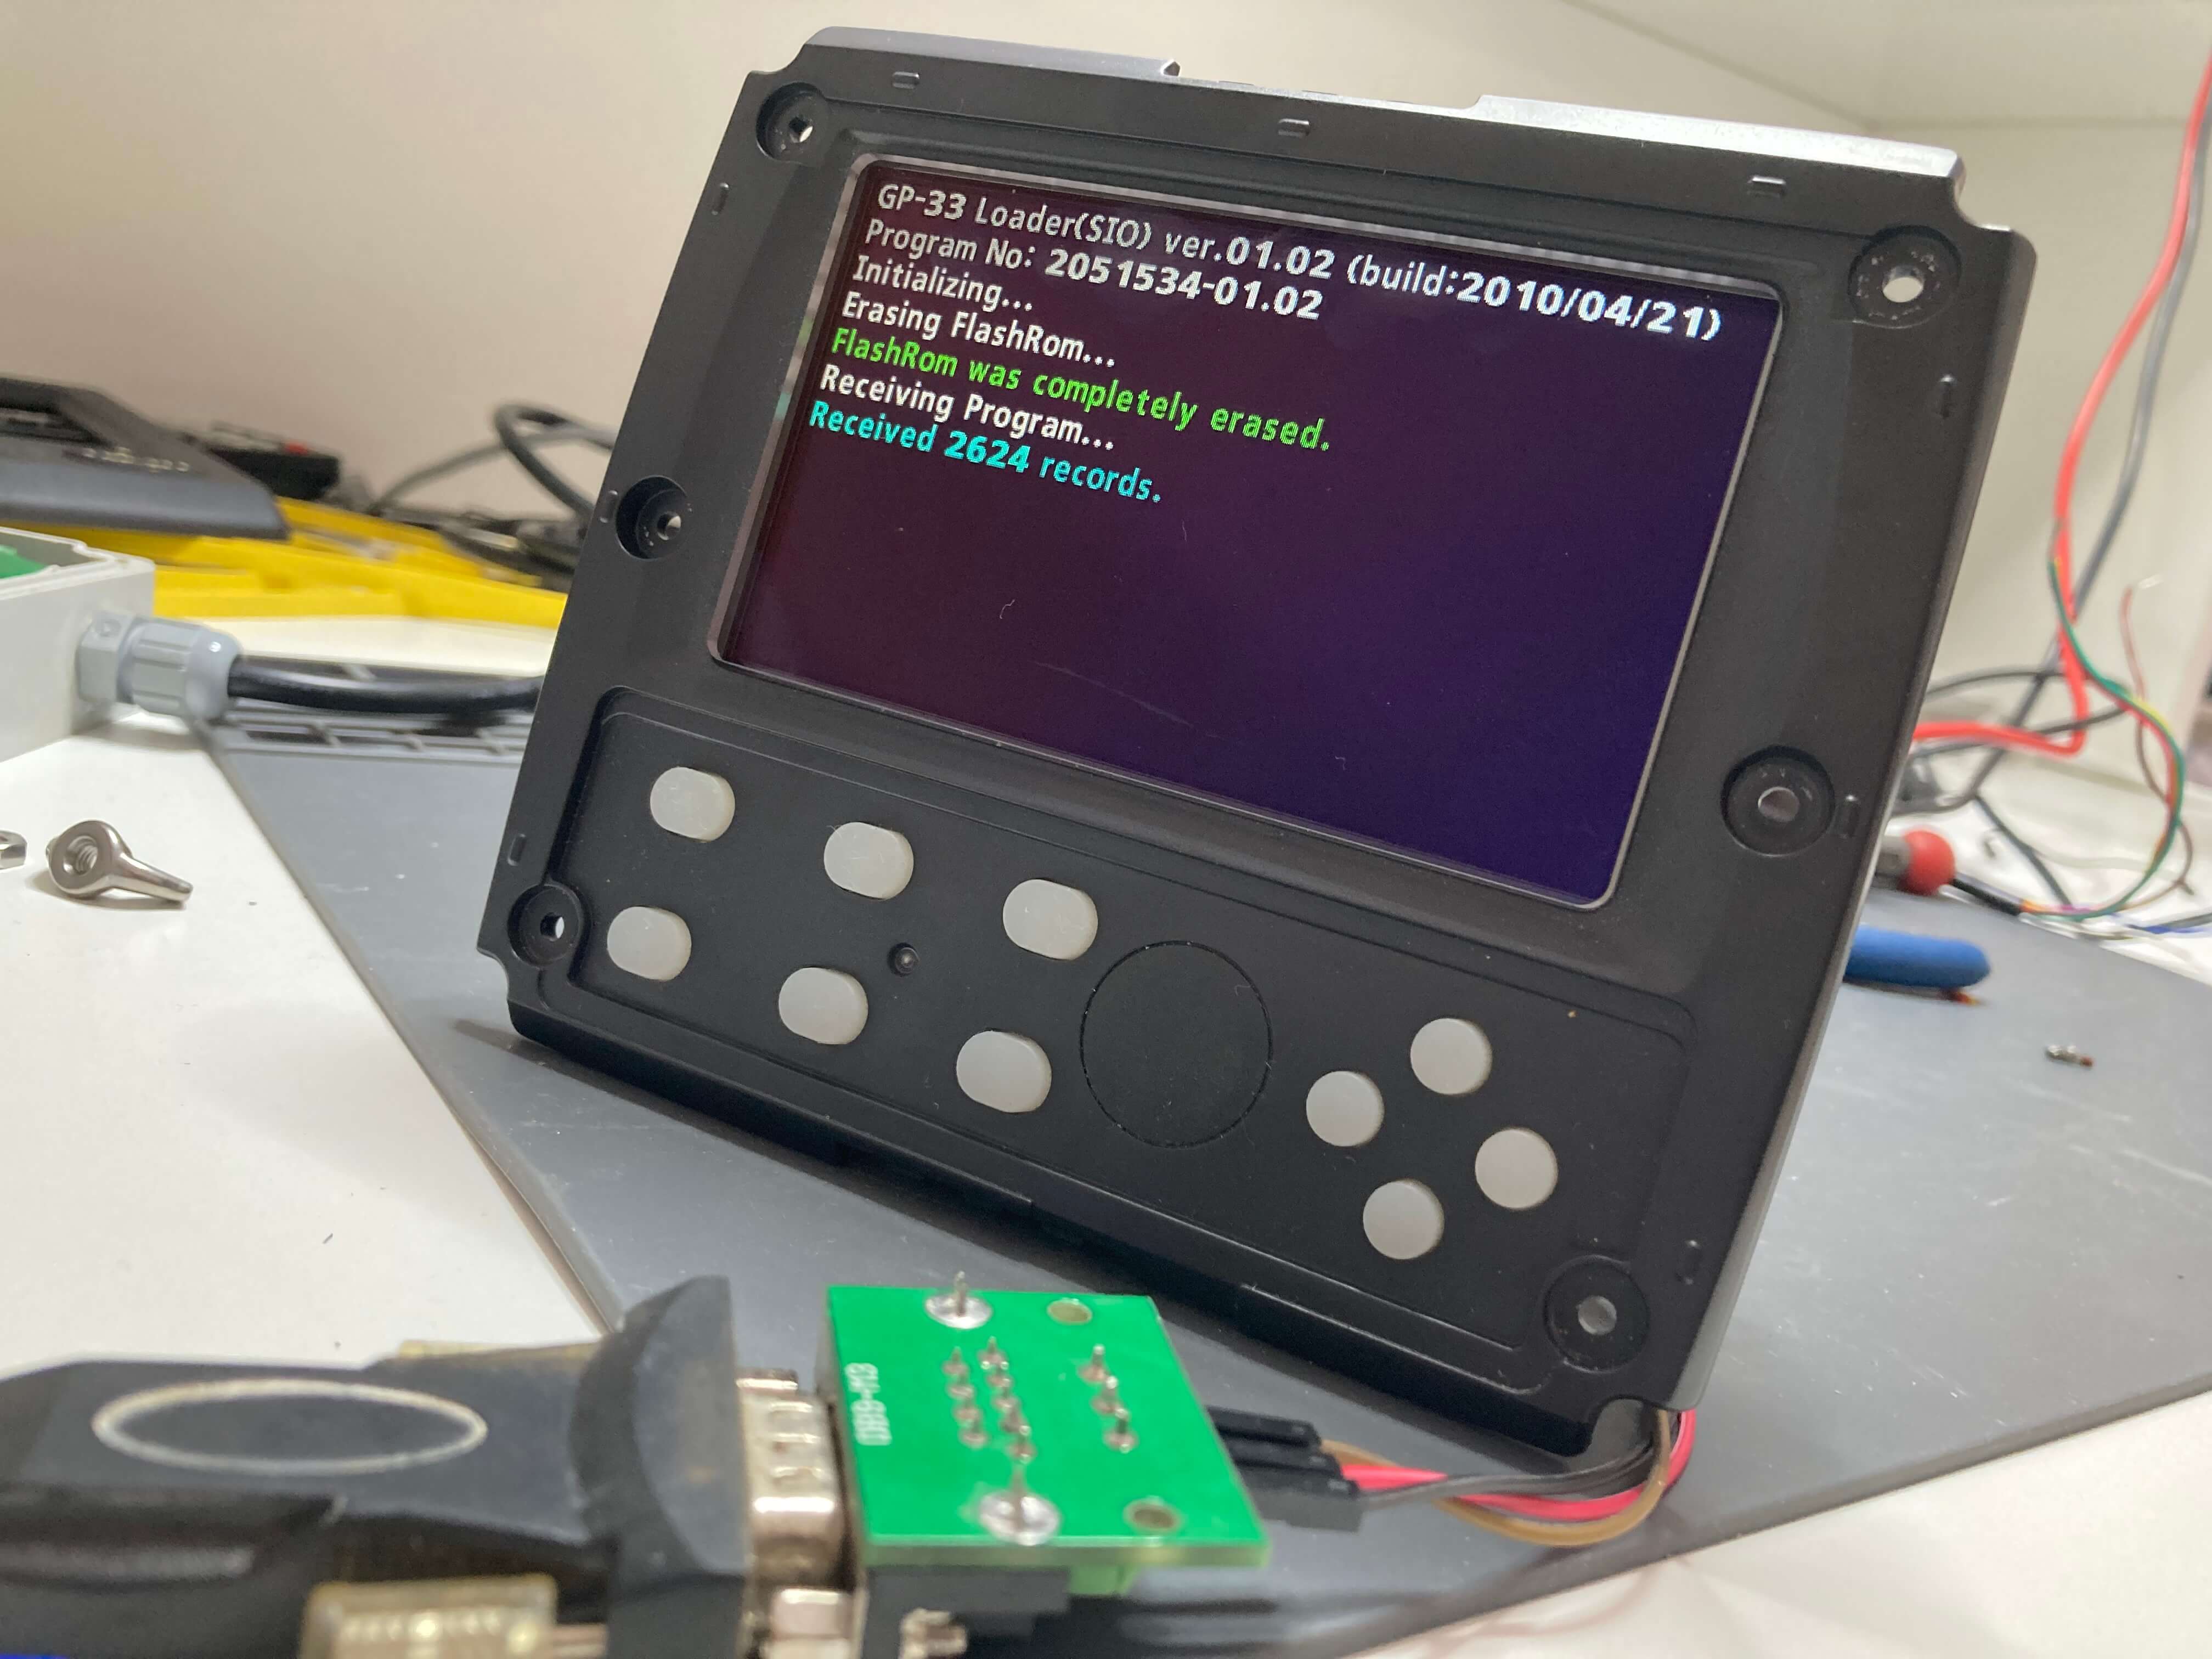 GP-33 Loader(SIO) ver.01.02 (build:2010/04/21)
Program No: 2051534-01.02
Initializing...
Erasing FlashRom...
FlashRom was completely erased.
Receiving Program...
Received 2624 records.
DB9-M3